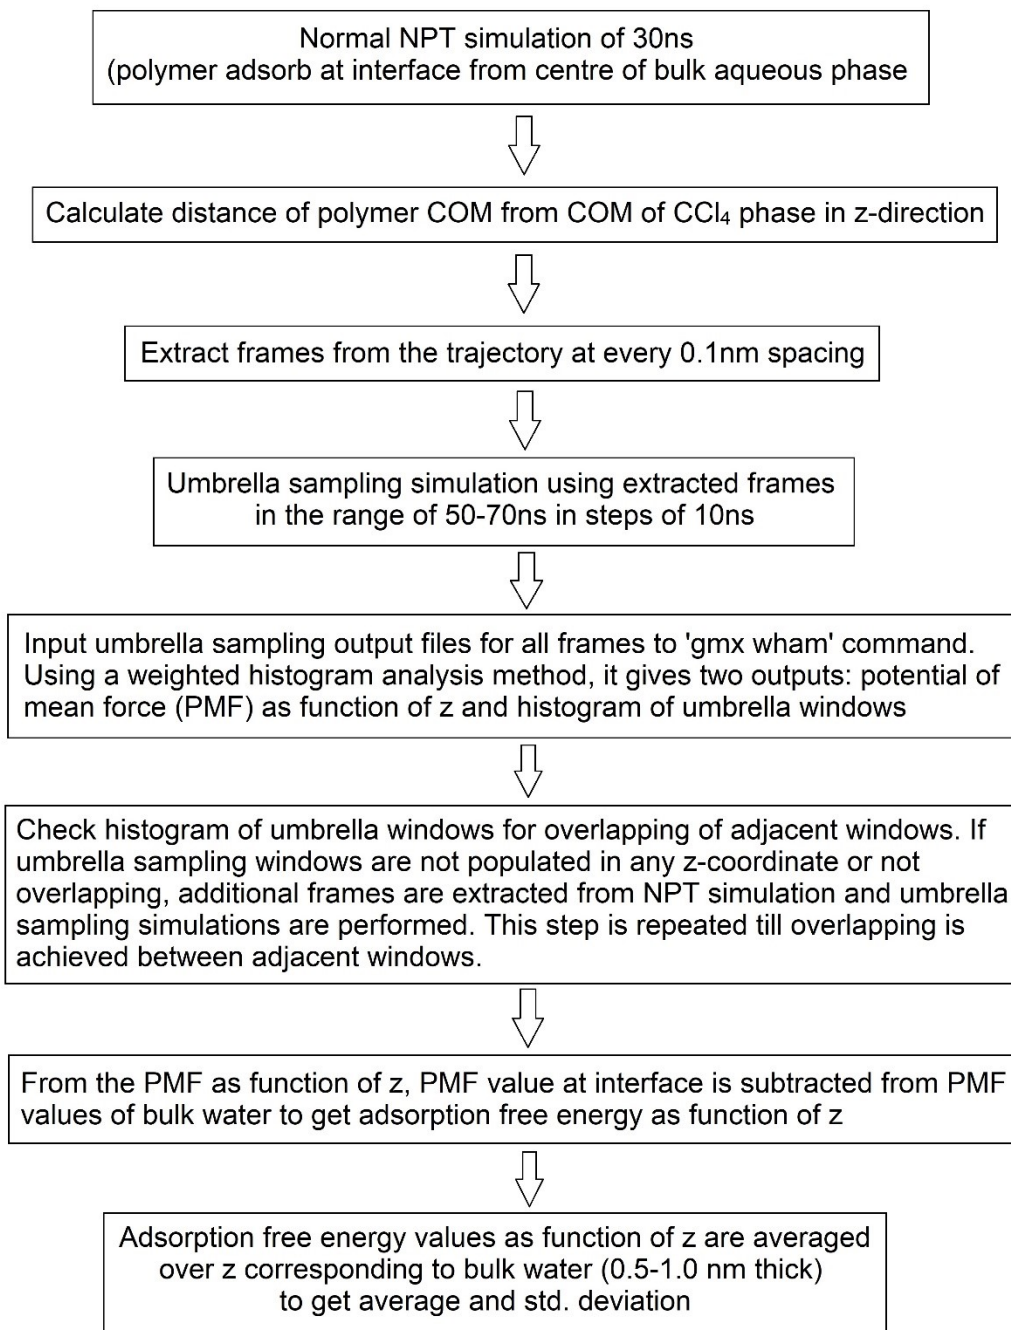 Normal NPT simulation of 30ns
(polymer adsorb at interface from centre of bulk aqueous phase
Calculate distance of polymer COM from COM of CCl₄ phase in z-direction
Extract frames from the trajectory at every 0.1nm spacing
Umbrella sampling simulation using extracted frames
in the range of 50-70ns in steps of 10ns
Input umbrella sampling output files for all frames to 'gmx wham' command.
Using a weighted histogram analysis method, it gives two outputs: potential of
mean force (PMF) as function of z and histogram of umbrella windows
Check histogram of umbrella windows for overlapping of adjacent windows. If
umbrella sampling windows are not populated in any z-coordinate or not
overlapping, additional frames are extracted from NPT simulation and umbrella
sampling simulations are performed. This step is repeated till overlapping is
achieved between adjacent windows.
From the PMF as function of z, PMF value at interface is subtracted from PMF
values of bulk water to get adsorption free energy as function of z
Adsorption free energy values as function of z are averaged
over z corresponding to bulk water (0.5-1.0 nm thick)
to get average and std. deviation